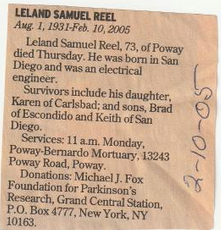 LELAND SAMUEL REEL
Aug. 1, 1931-Feb. 10, 2005
Leland Samuel Reel, 73, of Poway
died Thursday. He was born in San
Diego and was an electrical
engineer.
Survivors include his daughter,
Karen of Carlsbad; and sons, Brad
of Escondido and Keith of San
Diego.
Services: 11 a.m. Monday,
Poway-Bernardo Mortuary, 13243
Poway Road, Poway.
Donations: Michael J. Fox
Foundation for Parkinson's
Research, Grand Central Station,
P.O. Box 4777, New York, NY
10163.
2-10-05